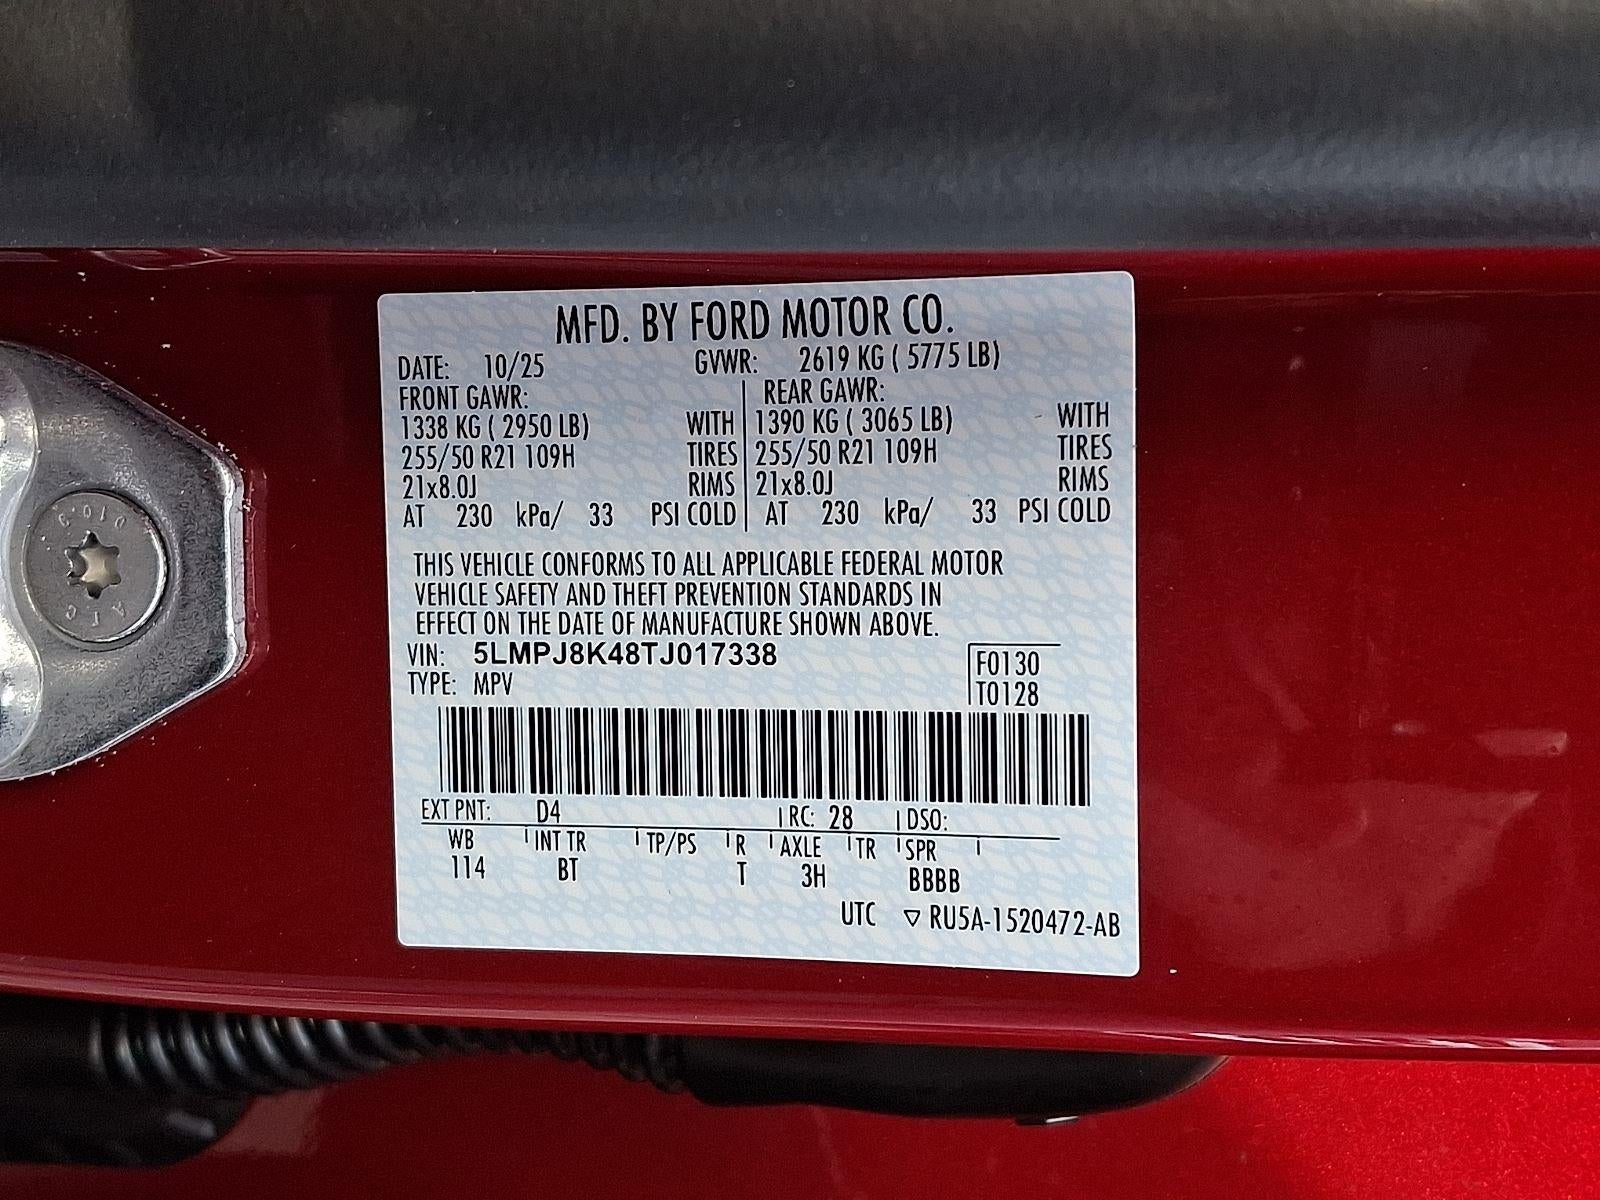 MFD. BY FORD MOTOR CO.
DATE: 10/25 GVWR: 2619 KG ( 5775 LB)
FRONT GAWR: REAR GAWR:
1338 KG ( 2950 LB) WITH 1390 KG ( 3065 LB) WITH
255/50 R21 109H TIRES 255/50 R21 109H TIRES
21x8.0J RIMS 21x8.0J RIMS
AT 230 kPa/ 33 PSI COLD AT 230 kPa/ 33 PSI COLD
THIS VEHICLE CONFORMS TO ALL APPLICABLE FEDERAL MOTOR
VEHICLE SAFETY AND THEFT PREVENTION STANDARDS IN
EFFECT ON THE DATE OF MANUFACTURE SHOWN ABOVE.
VIN: 5LMPJ8K48TJ017338 F0130
TYPE: MPV T0128
EXT PNT: D4 RC: 28 DSO:
WB INT TR TP/PS R AXLE TR SPR
114 BT T 3H BBBB
UTC ▽ RU5A-1520472-AB